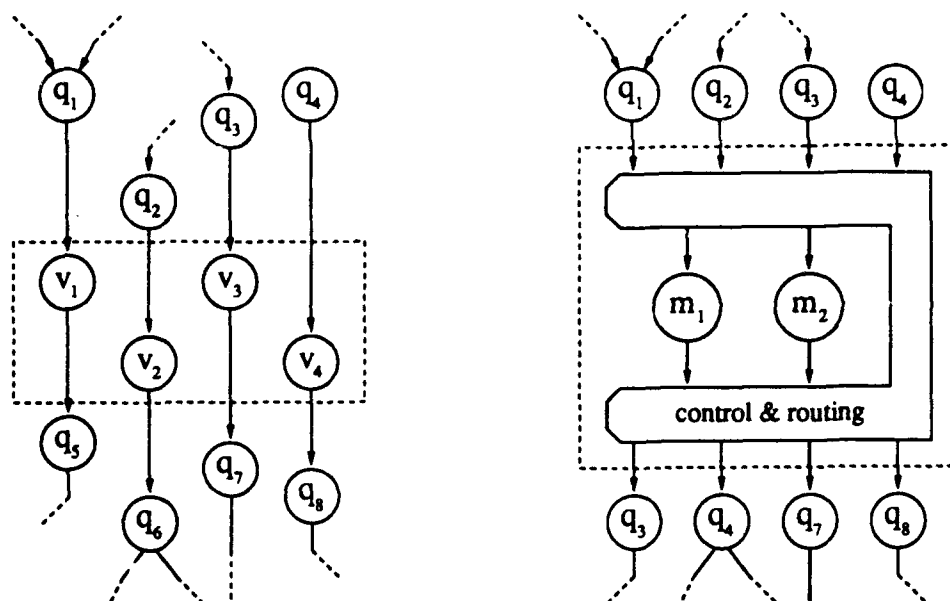 q₁
q₃
q₄
q₂
v₁
v₃
v₂
v₄
q₅
q₇
q₈
q₆
q₁
q₂
q₃
q₄
m₁
m₂
control & routing
q₃
q₄
q₇
q₈